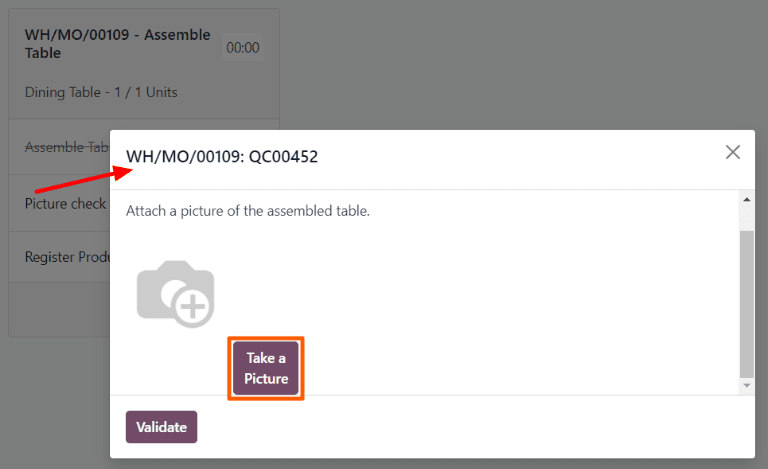 WH/MO/00109 - Assemble
Table
00:00
Dining Table - 1 / 1 Units
Assemble Tab
WH/MO/00109: QC00452
Picture check
Attach a picture of the assembled table.
Register Produ
Take a
Picture
Validate